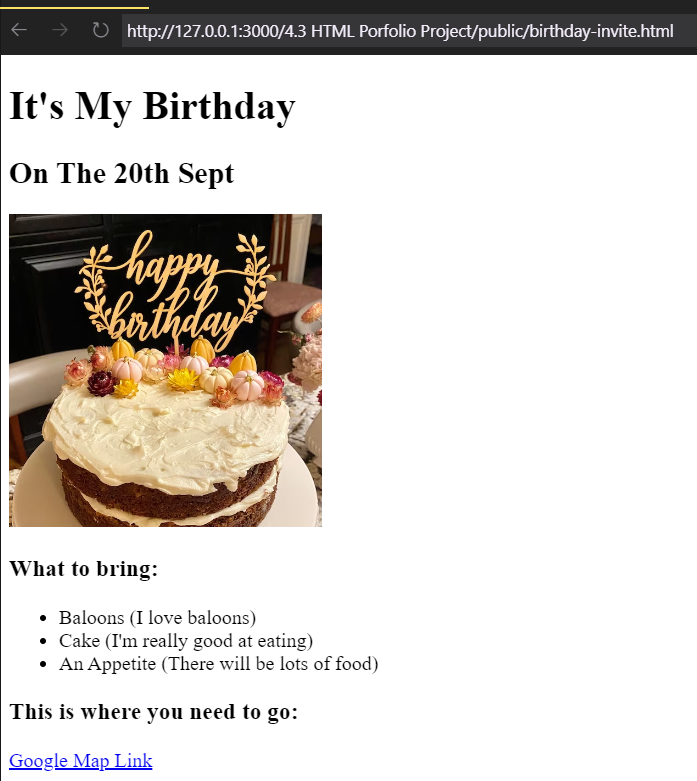 http://127.0.0.1:3000/4.3 HTML Porfolio Project/public/birthday-invite.html
It's My Birthday
On The 20th Sept
happy
birthday
What to bring:
Baloons (I love baloons)
Cake (I'm really good at eating)
An Appetite (There will be lots of food)
This is where you need to go:
Google Map Link